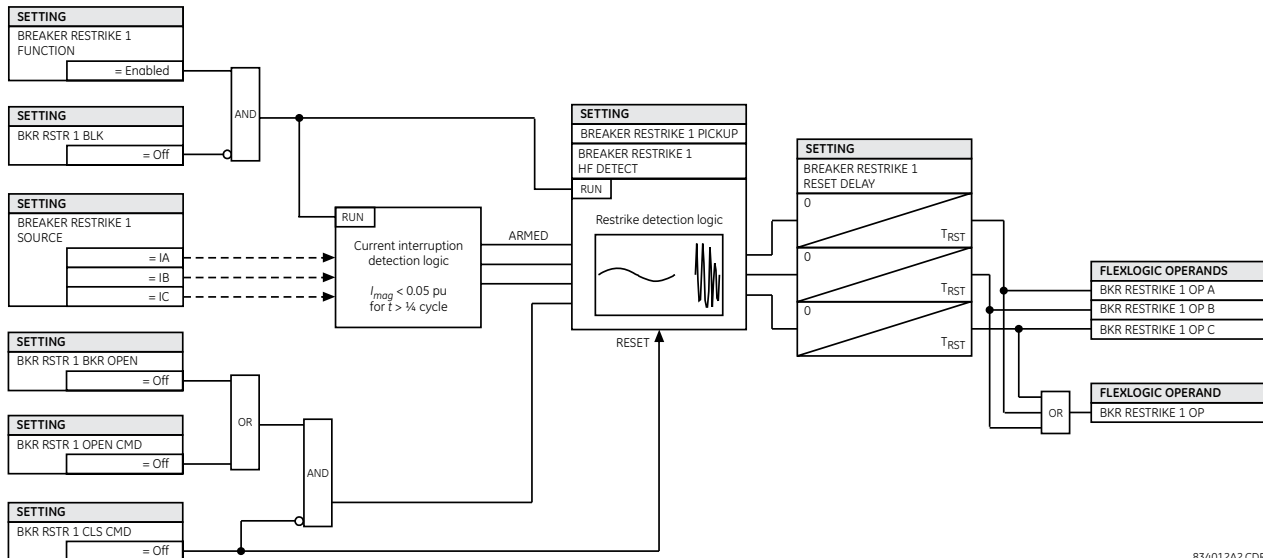 SETTING
BREAKER RESTRIKE 1
FUNCTION
= Enabled
SETTING
BKR RSTR 1 BLK
= Off
AND
SETTING
BREAKER RESTRIKE 1
SOURCE
= IA
= IB
= IC
SETTING
BKR RSTR 1 BKR OPEN
= Off
SETTING
BKR RSTR 1 OPEN CMD
= Off
OR
SETTING
BKR RSTR 1 CLS CMD
= Off
AND
RUN
Current interruption
detection logic
Imag < 0.05 pu
for t > ¼ cycle
ARMED
SETTING
BREAKER RESTRIKE 1 PICKUP
BREAKER RESTRIKE 1
HF DETECT
RUN
Restrike detection logic
RESET
SETTING
BREAKER RESTRIKE 1
RESET DELAY
0
TRST
0
TRST
0
TRST
FLEXLOGIC OPERANDS
BKR RESTRIKE 1 OP A
BKR RESTRIKE 1 OP B
BKR RESTRIKE 1 OP C
OR
FLEXLOGIC OPERAND
BKR RESTRIKE 1 OP